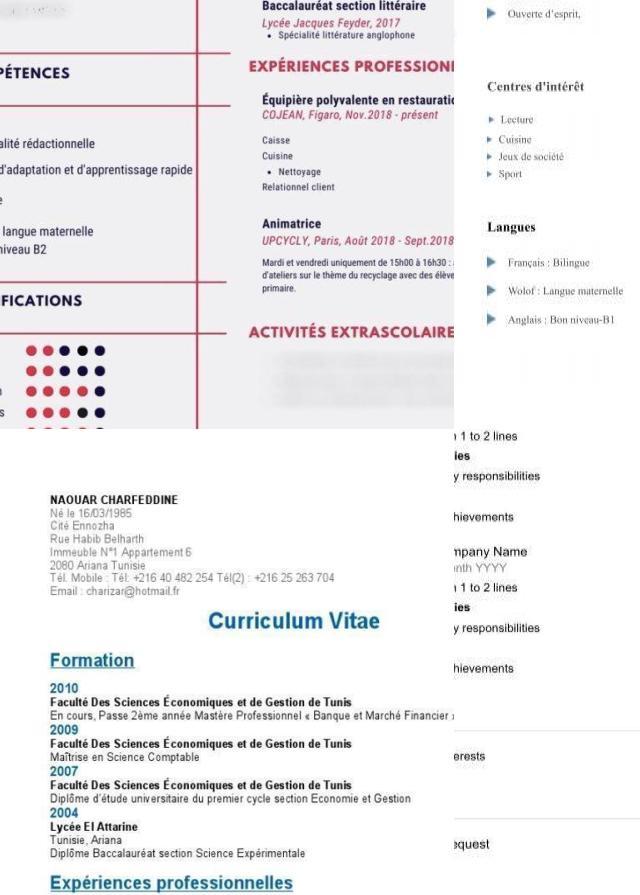 Baccalauréat section littéraire
Lycée Jacques Feyder, 2017
• Spécialité littérature anglophone
PÉTENCES
EXPÉRIENCES PROFESSIONN
Équipière polyvalente en restauratio
COJEAN, Figaro, Nov.2018 - présent
Caisse
Cuisine
• Nettoyage
Relationnel client
alité rédactionnelle
d'adaptation et d'apprentissage rapide
e
langue maternelle
niveau B2
Animatrice
UPCYCLY, Paris, Août 2018 - Sept.2018
Mardi et vendredi uniquement de 15h00 à 16h30 :
d'ateliers sur le thème du recyclage avec des élève
primaire.
FICATIONS
ACTIVITÉS EXTRASCOLAIRE
n
s
Ouverte d'esprit,
Centres d'intérêt
Lecture
Cuisine
Jeux de société
Sport
Langues
Français : Bilingue
Wolof : Langue maternelle
Anglais : Bon niveau-B1
1 to 2 lines
ies
y responsibilities
hievements
mpany Name
nth YYYY
1 to 2 lines
ies
y responsibilities
hievements
erests
equest
NAOUAR CHARFEDDINE
Né le 16/03/1985
Cité Ennozha
Rue Habib Belharth
Immeuble N°1 Appartement 6
2080 Ariana Tunisie
Tél. Mobile : Tél: +216 40 482 254 Tél(2) : +216 25 263 704
Email : charizar@hotmail.fr
Curriculum Vitae
Formation
2010
Faculté Des Sciences Économiques et de Gestion de Tunis
En cours, Passe 2ème année Mastère Professionnel « Banque et Marché Financier »
2009
Faculté Des Sciences Économiques et de Gestion de Tunis
Maîtrise en Science Comptable
2007
Faculté Des Sciences Économiques et de Gestion de Tunis
Diplôme d'étude universitaire du premier cycle section Economie et Gestion
2004
Lycée El Attarine
Tunisie, Ariana
Diplôme Baccalauréat section Science Expérimentale
Expériences professionnelles